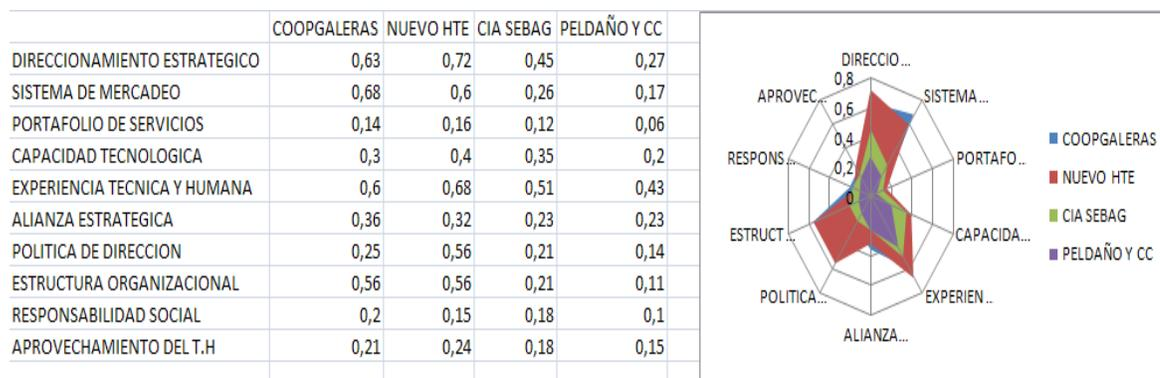 COOPGALERAS NUEVO HTE CIA SEBAG PELDAÑO Y CC
DIRECCIONAMIENTO ESTRATEGICO 0,63 0,72 0,45 0,27
SISTEMA DE MERCADEO 0,68 0,6 0,26 0,17
PORTAFOLIO DE SERVICIOS 0,14 0,16 0,12 0,06
CAPACIDAD TECNOLOGICA 0,3 0,4 0,35 0,2
EXPERIENCIA TECNICA Y HUMANA 0,6 0,68 0,51 0,43
ALIANZA ESTRATEGICA 0,36 0,32 0,23 0,23
POLITICA DE DIRECCION 0,25 0,56 0,21 0,14
ESTRUCTURA ORGANIZACIONAL 0,56 0,56 0,21 0,11
RESPONSABILIDAD SOCIAL 0,2 0,15 0,18 0,1
APROVECHAMIENTO DEL T.H 0,21 0,24 0,18 0,15
DIRECCIO...
SISTEMA...
PORTAFO...
CAPACIDA...
EXPERIEN...
ALIANZA...
POLITICA...
ESTRUCT...
RESPONS...
APROVEC...
0,8
0,6
0,4
0,2
0
COOPGALERAS
NUEVO HTE
CIA SEBAG
PELDAÑO Y CC